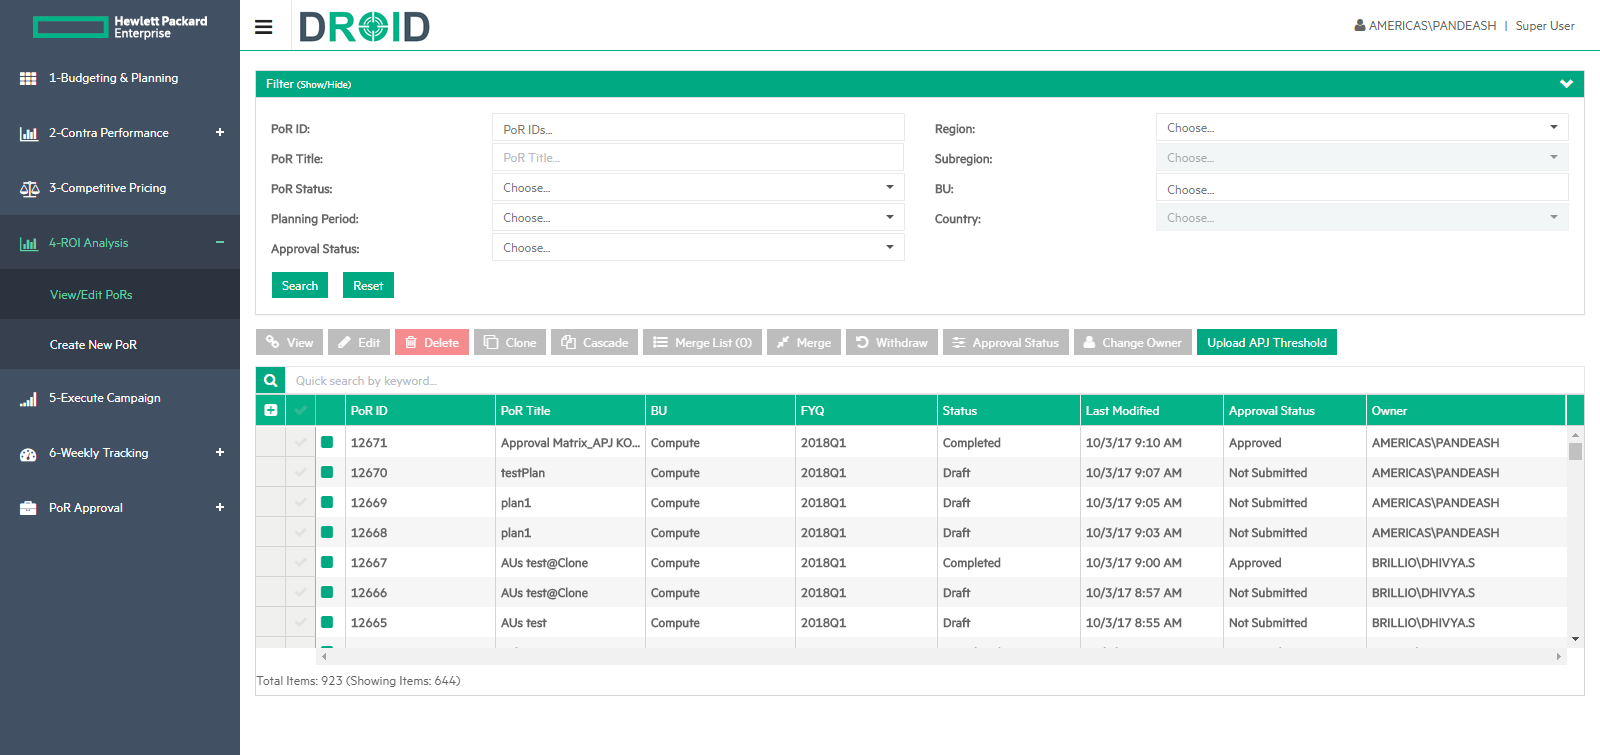 Hewlett Packard
Enterprise
DROID
AMERICAS\PANDEASH | Super User
1-Budgeting & Planning
2-Contra Performance
3-Competitive Pricing
4-ROI Analysis
View/Edit PoRs
Create New PoR
5-Execute Campaign
6-Weekly Tracking
PoR Approval
Filter (Show/Hide)
PoR ID: PoR IDs... Region: Choose...
PoR Title: PoR Title... Subregion: Choose...
PoR Status: Choose... BU: Choose...
Planning Period: Choose... Country: Choose...
Approval Status: Choose...
Search Reset
View Edit Delete Clone Cascade Merge List (0) Merge Withdraw Approval Status Change Owner Upload APJ Threshold
Quick search by keyword...
PoR ID PoR Title BU FYQ Status Last Modified Approval Status Owner
12671 Approval Matrix_APJ KO... Compute 2018Q1 Completed 10/3/17 9:10 AM Approved AMERICAS\PANDEASH
12670 testPlan Compute 2018Q1 Draft 10/3/17 9:07 AM Not Submitted AMERICAS\PANDEASH
12669 plan1 Compute 2018Q1 Draft 10/3/17 9:05 AM Not Submitted AMERICAS\PANDEASH
12668 plan1 Compute 2018Q1 Draft 10/3/17 9:03 AM Not Submitted AMERICAS\PANDEASH
12667 AUs test@Clone Compute 2018Q1 Completed 10/3/17 9:00 AM Approved BRILLIO\DHIVYA.S
12666 AUs test@Clone Compute 2018Q1 Draft 10/3/17 8:57 AM Not Submitted BRILLIO\DHIVYA.S
12665 AUs test Compute 2018Q1 Draft 10/3/17 8:55 AM Not Submitted BRILLIO\DHIVYA.S
Total Items: 923 (Showing Items: 644)